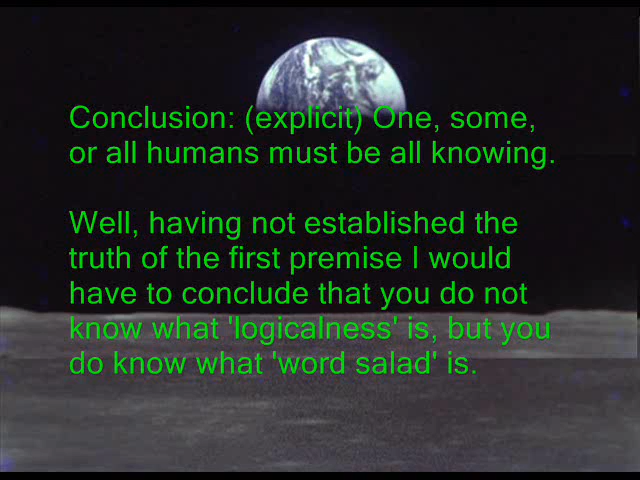 Conclusion: (explicit) One, some,
or all humans must be all knowing.
Well, having not established the
truth of the first premise I would
have to conclude that you do not
know what 'logicalness' is, but you
do know what 'word salad' is.